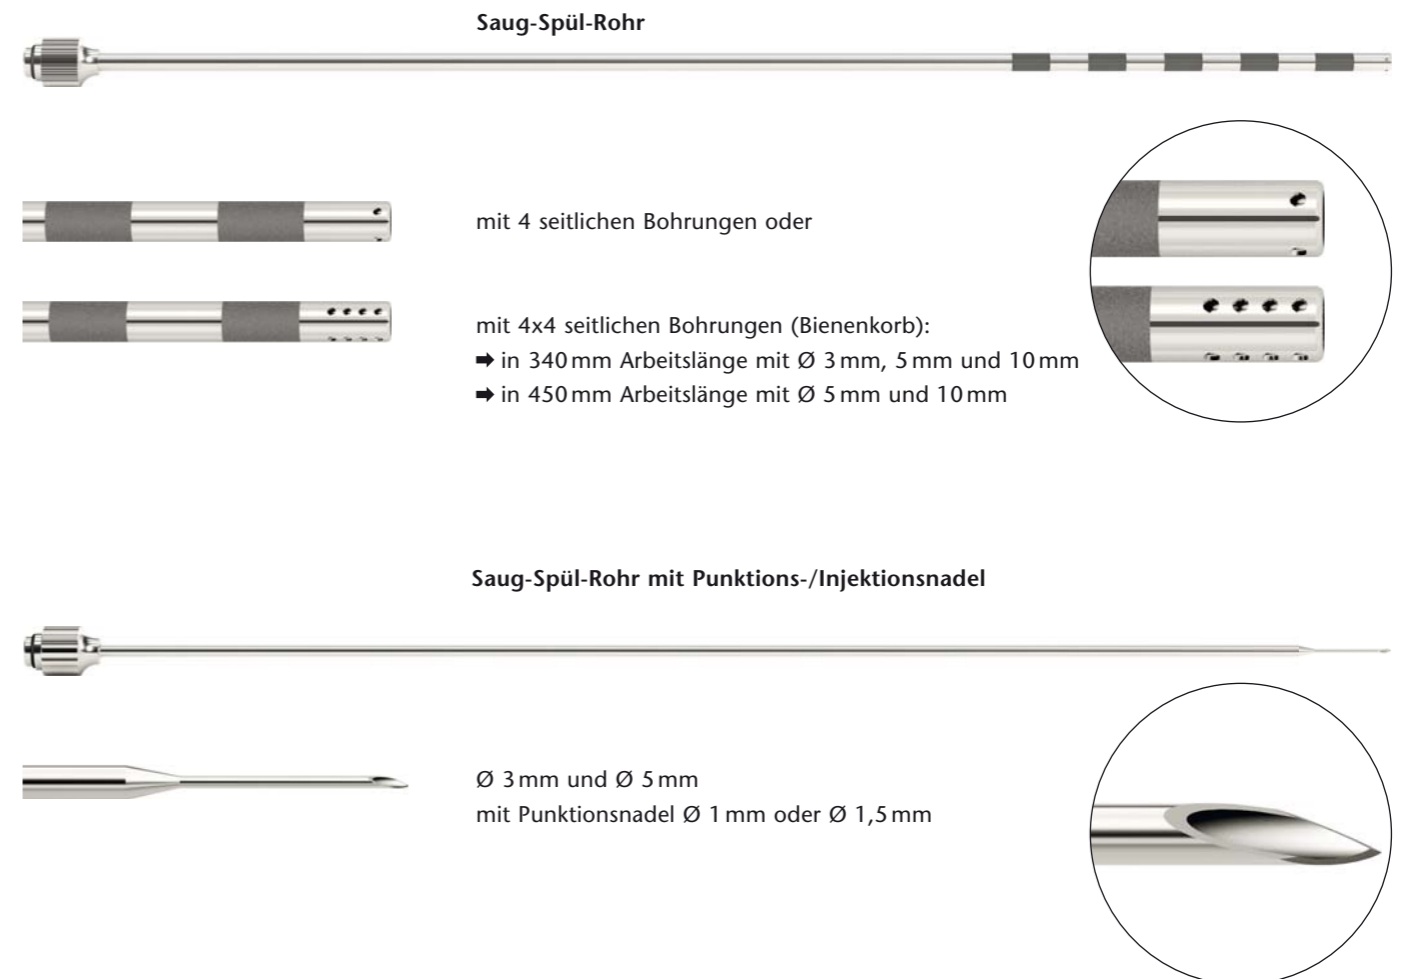 Saug-Spül-Rohr
mit 4 seitlichen Bohrungen oder
mit 4x4 seitlichen Bohrungen (Bienenkorb):
➡ in 340 mm Arbeitslänge mit Ø 3 mm, 5 mm und 10 mm
➡ in 450 mm Arbeitslänge mit Ø 5 mm und 10 mm
Saug-Spül-Rohr mit Punktions-/Injektionsnadel
Ø 3 mm und Ø 5 mm
mit Punktionsnadel Ø 1 mm oder Ø 1,5 mm